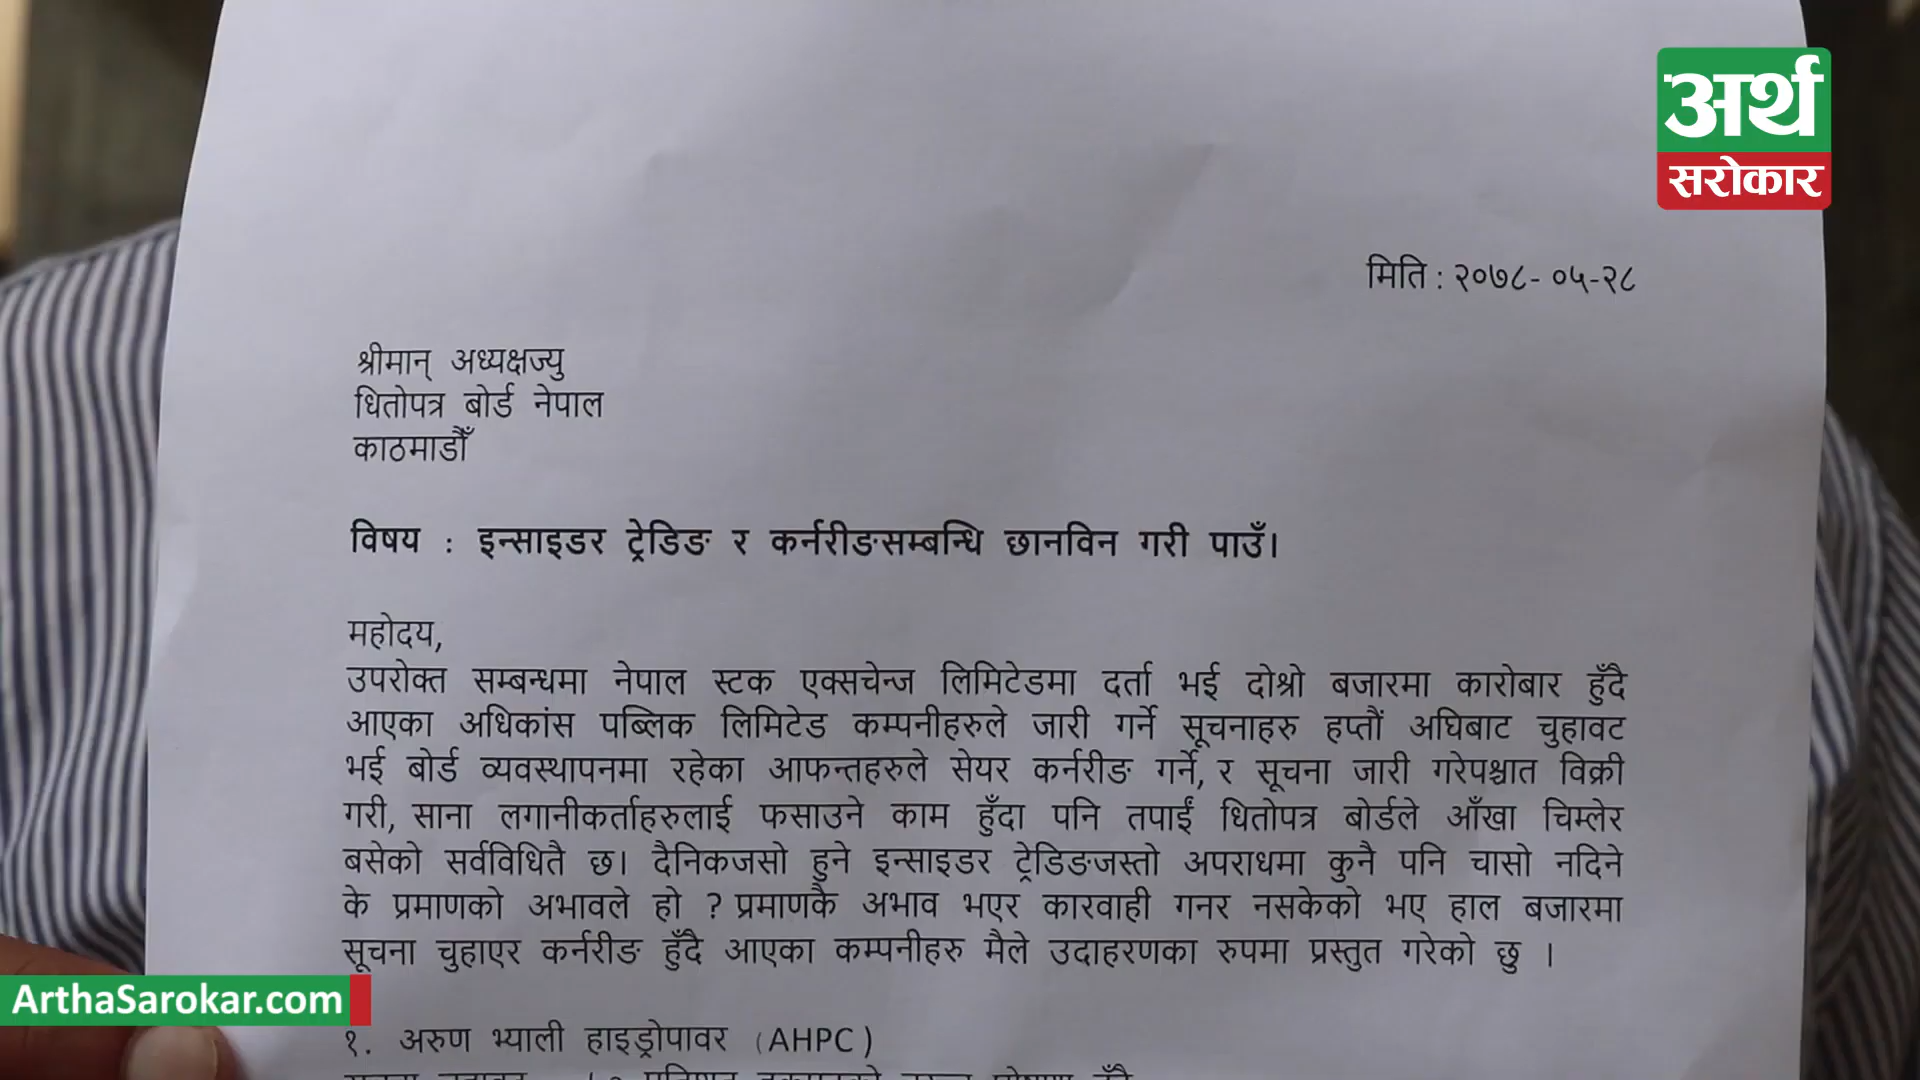 अर्थ
सरोकार
मिति : २०७८- ०५-२८
श्रीमान् अध्यक्षज्यु
धितोपत्र बोर्ड नेपाल
काठमाडौँ
विषय : इन्साइडर ट्रेडिङ र कर्नरीङसम्बन्धि छानविन गरी पाउँ।
महोदय,
उपरोक्त सम्बन्धमा नेपाल स्टक एक्सचेन्ज लिमिटेडमा दर्ता भई दोश्रो बजारमा कारोबार हुँदै
आएका अधिकांस पब्लिक लिमिटेड कम्पनीहरुले जारी गर्ने सूचनाहरु हप्तौं अघिबाट चुहावट
भई बोर्ड व्यवस्थापनमा रहेका आफन्तहरुले सेयर कर्नरीङ गर्ने, र सूचना जारी गरेपश्चात विक्री
गरी, साना लगानीकर्ताहरुलाई फसाउने काम हुँदा पनि तपाईं धितोपत्र बोर्डले आँखा चिम्लेर
बसेको सर्वविधितै छ। दैनिकजसो हुने इन्साइडर ट्रेडिङजस्तो अपराधमा कुनै पनि चासो नदिने
के प्रमाणको अभावले हो ? प्रमाणकै अभाव भएर कारवाही गनर नसकेको भए हाल बजारमा
सूचना चुहाएर कर्नरीङ हुँदै आएका कम्पनीहरु मैले उदाहरणका रुपमा प्रस्तुत गरेको छु ।
ArthaSarokar.com
१. अरुण भ्याली हाइड्रोपावर (AHPC)